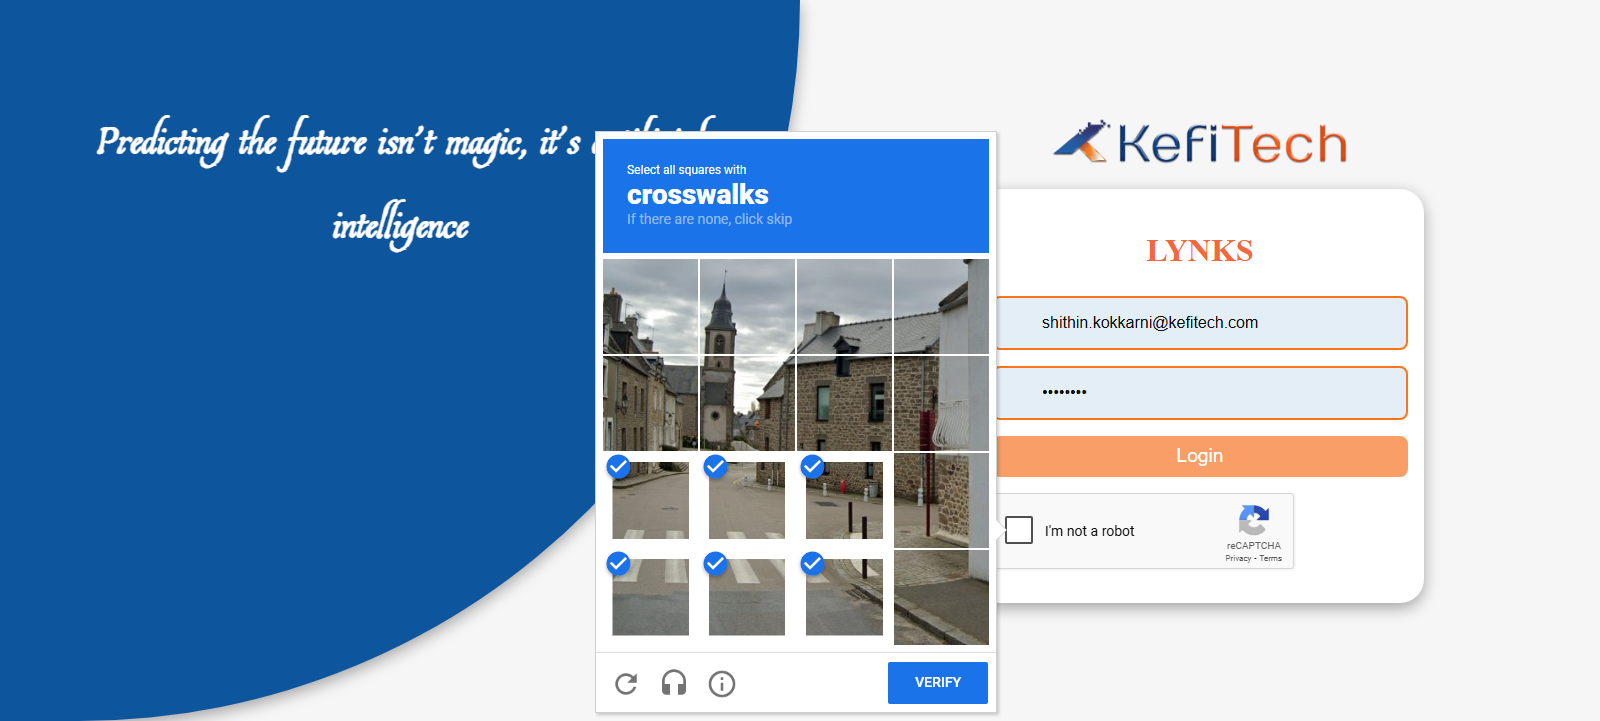 Predicting the future isn't magic, it's
intelligence
Select all squares with
crosswalks
If there are none, click skip
VERIFY
KefiTech
LYNKS
shithin.kokkarni@kefitech.com
••••••••
Login
I'm not a robot
reCAPTCHA
Privacy - Terms